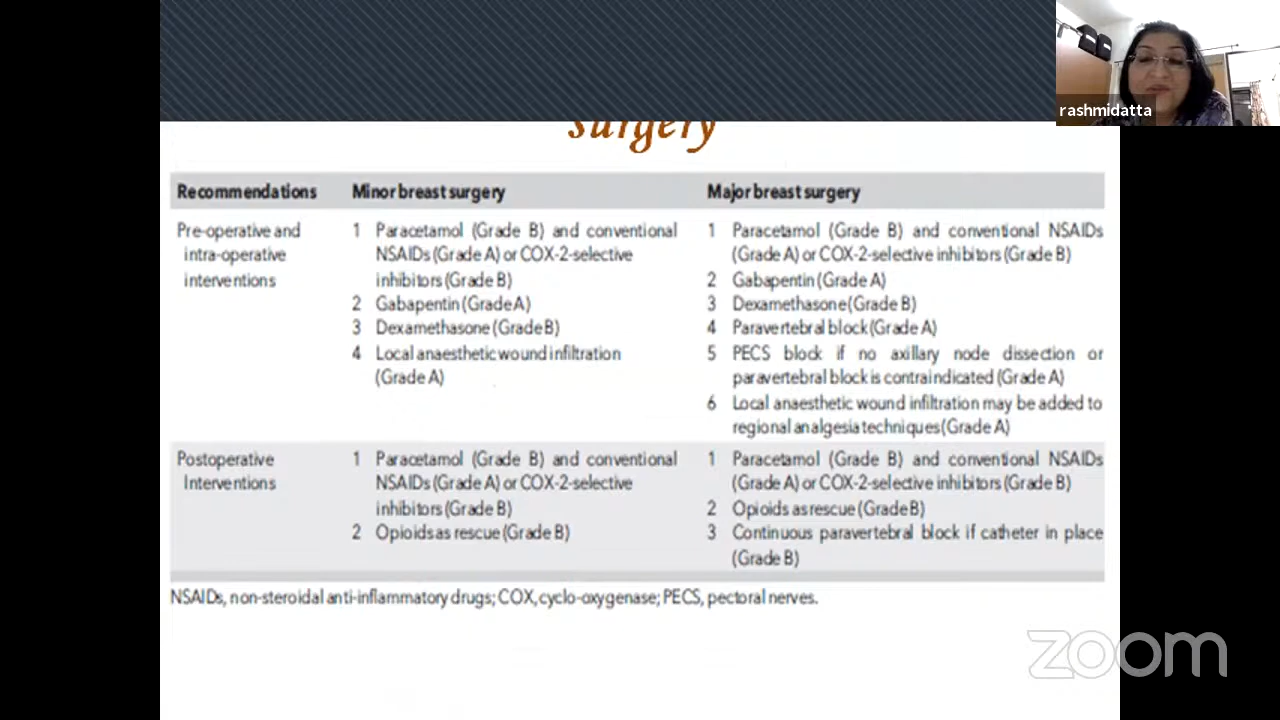 rashmidatta
surgery
Recommendations Minor breast surgery Major breast surgery
Pre-operative and intra-operative interventions
1 Paracetamol (Grade B) and conventional
NSAIDs (Grade A) or COX-2-selective
inhibitors (Grade B)
2 Gabapentin (Grade A)
3 Dexamethasone (Grade B)
4 Local anaesthetic wound infiltration
(Grade A)
1 Paracetamol (Grade B) and conventional NSAIDs
(Grade A) or COX-2-selective inhibitors (Grade B)
2 Gabapentin (Grade A)
3 Dexamethasone (Grade B)
4 Paravertebral block (Grade A)
5 PECS block if no axillary node dissection or
paravertebral block is contraindicated (Grade A)
6 Local anaesthetic wound infiltration may be added to
regional analgesia techniques (Grade A)
Postoperative
Interventions
1 Paracetamol (Grade B) and conventional
NSAIDs (Grade A) or COX-2-selective
inhibitors (Grade B)
2 Opioids as rescue (Grade B)
1 Paracetamol (Grade B) and conventional NSAIDs
(Grade A) or COX-2-selective inhibitors (Grade B)
2 Opioids as rescue (Grade B)
3 Continuous paravertebral block if catheter in place
(Grade B)
NSAIDs, non-steroidal anti-inflammatory drugs; COX, cyclo-oxygenase; PECS, pectoral nerves.
zoom